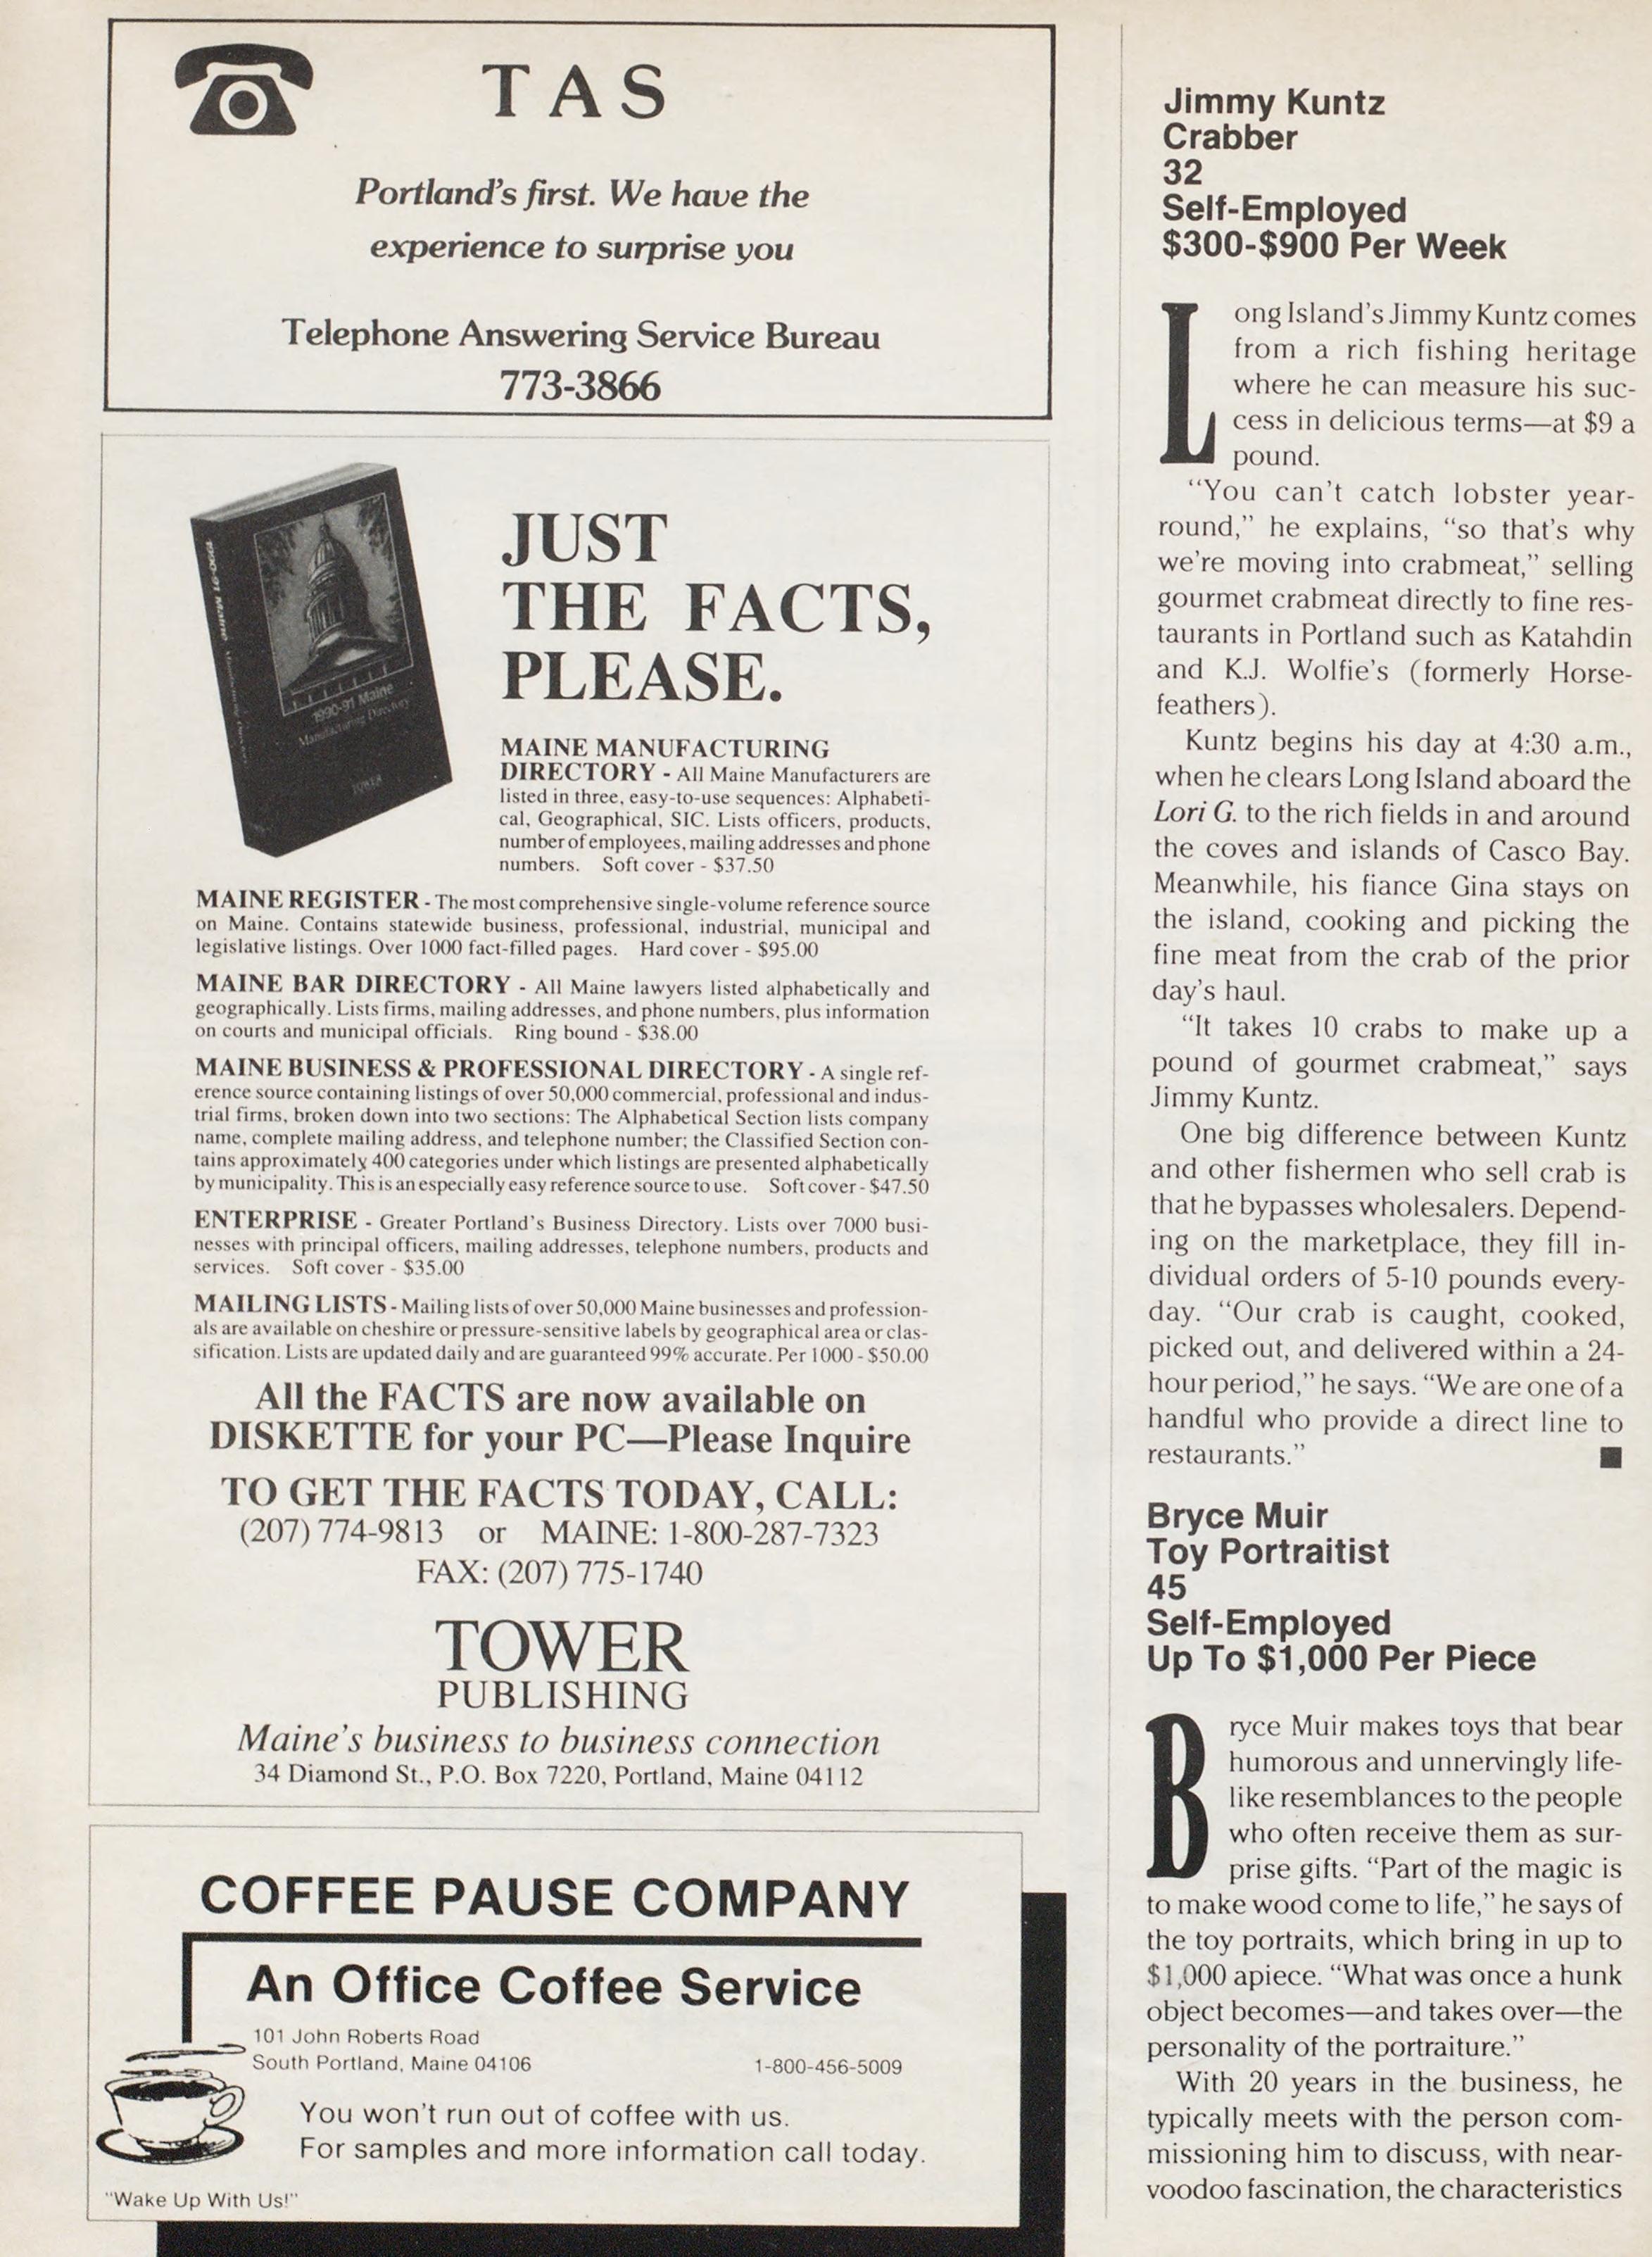 TAS
Portland's first. We have the
experience to surprise you
Telephone Answering Service Bureau
773-3866
1990-91 Maine
1990-91 Maine
Manufacturing Directory
TOWER
JUST
THE FACTS,
PLEASE.
MAINE MANUFACTURING
DIRECTORY - All Maine Manufacturers are
listed in three, easy-to-use sequences: Alphabeti-
cal, Geographical, SIC. Lists officers, products,
number of employees, mailing addresses and phone
numbers. Soft cover - $37.50
MAINE REGISTER - The most comprehensive single-volume reference source
on Maine. Contains statewide business, professional, industrial, municipal and
legislative listings. Over 1000 fact-filled pages. Hard cover - $95.00
MAINE BAR DIRECTORY - All Maine lawyers listed alphabetically and
geographically. Lists firms, mailing addresses, and phone numbers, plus information
on courts and municipal officials. Ring bound - $38.00
MAINE BUSINESS & PROFESSIONAL DIRECTORY - A single ref-
erence source containing listings of over 50,000 commercial, professional and indus-
trial firms, broken down into two sections: The Alphabetical Section lists company
name, complete mailing address, and telephone number; the Classified Section con-
tains approximately 400 categories under which listings are presented alphabetically
by municipality. This is an especially easy reference source to use. Soft cover - $47.50
ENTERPRISE - Greater Portland's Business Directory. Lists over 7000 busi-
nesses with principal officers, mailing addresses, telephone numbers, products and
services. Soft cover - $35.00
MAILING LISTS - Mailing lists of over 50,000 Maine businesses and profession-
als are available on cheshire or pressure-sensitive labels by geographical area or clas-
sification. Lists are updated daily and are guaranteed 99% accurate. Per 1000 - $50.00
All the FACTS are now available on
DISKETTE for your PC—Please Inquire
TO GET THE FACTS TODAY, CALL:
(207) 774-9813 or MAINE: 1-800-287-7323
FAX: (207) 775-1740
TOWER
PUBLISHING
Maine's business to business connection
34 Diamond St., P.O. Box 7220, Portland, Maine 04112
COFFEE PAUSE COMPANY
An Office Coffee Service
101 John Roberts Road
South Portland, Maine 04106 1-800-456-5009
You won't run out of coffee with us.
For samples and more information call today.
"Wake Up With Us!"
Jimmy Kuntz
Crabber
32
Self-Employed
$300-$900 Per Week
Long Island's Jimmy Kuntz comes
from a rich fishing heritage
where he can measure his suc-
cess in delicious terms—at $9 a
pound.
"You can't catch lobster year-
round," he explains, "so that's why
we're moving into crabmeat," selling
gourmet crabmeat directly to fine res-
taurants in Portland such as Katahdin
and K.J. Wolfie's (formerly Horse-
feathers).
Kuntz begins his day at 4:30 a.m.,
when he clears Long Island aboard the
Lori G. to the rich fields in and around
the coves and islands of Casco Bay.
Meanwhile, his fiance Gina stays on
the island, cooking and picking the
fine meat from the crab of the prior
day's haul.
"It takes 10 crabs to make up a
pound of gourmet crabmeat," says
Jimmy Kuntz.
One big difference between Kuntz
and other fishermen who sell crab is
that he bypasses wholesalers. Depend-
ing on the marketplace, they fill in-
dividual orders of 5-10 pounds every-
day. "Our crab is caught, cooked,
picked out, and delivered within a 24-
hour period," he says. "We are one of a
handful who provide a direct line to
restaurants."
Bryce Muir
Toy Portraitist
45
Self-Employed
Up To $1,000 Per Piece
Bryce Muir makes toys that bear
humorous and unnervingly life-
like resemblances to the people
who often receive them as sur-
prise gifts. "Part of the magic is
to make wood come to life," he says of
the toy portraits, which bring in up to
$1,000 apiece. "What was once a hunk
object becomes—and takes over—the
personality of the portraiture."
With 20 years in the business, he
typically meets with the person com-
missioning him to discuss, with near-
voodoo fascination, the characteristics